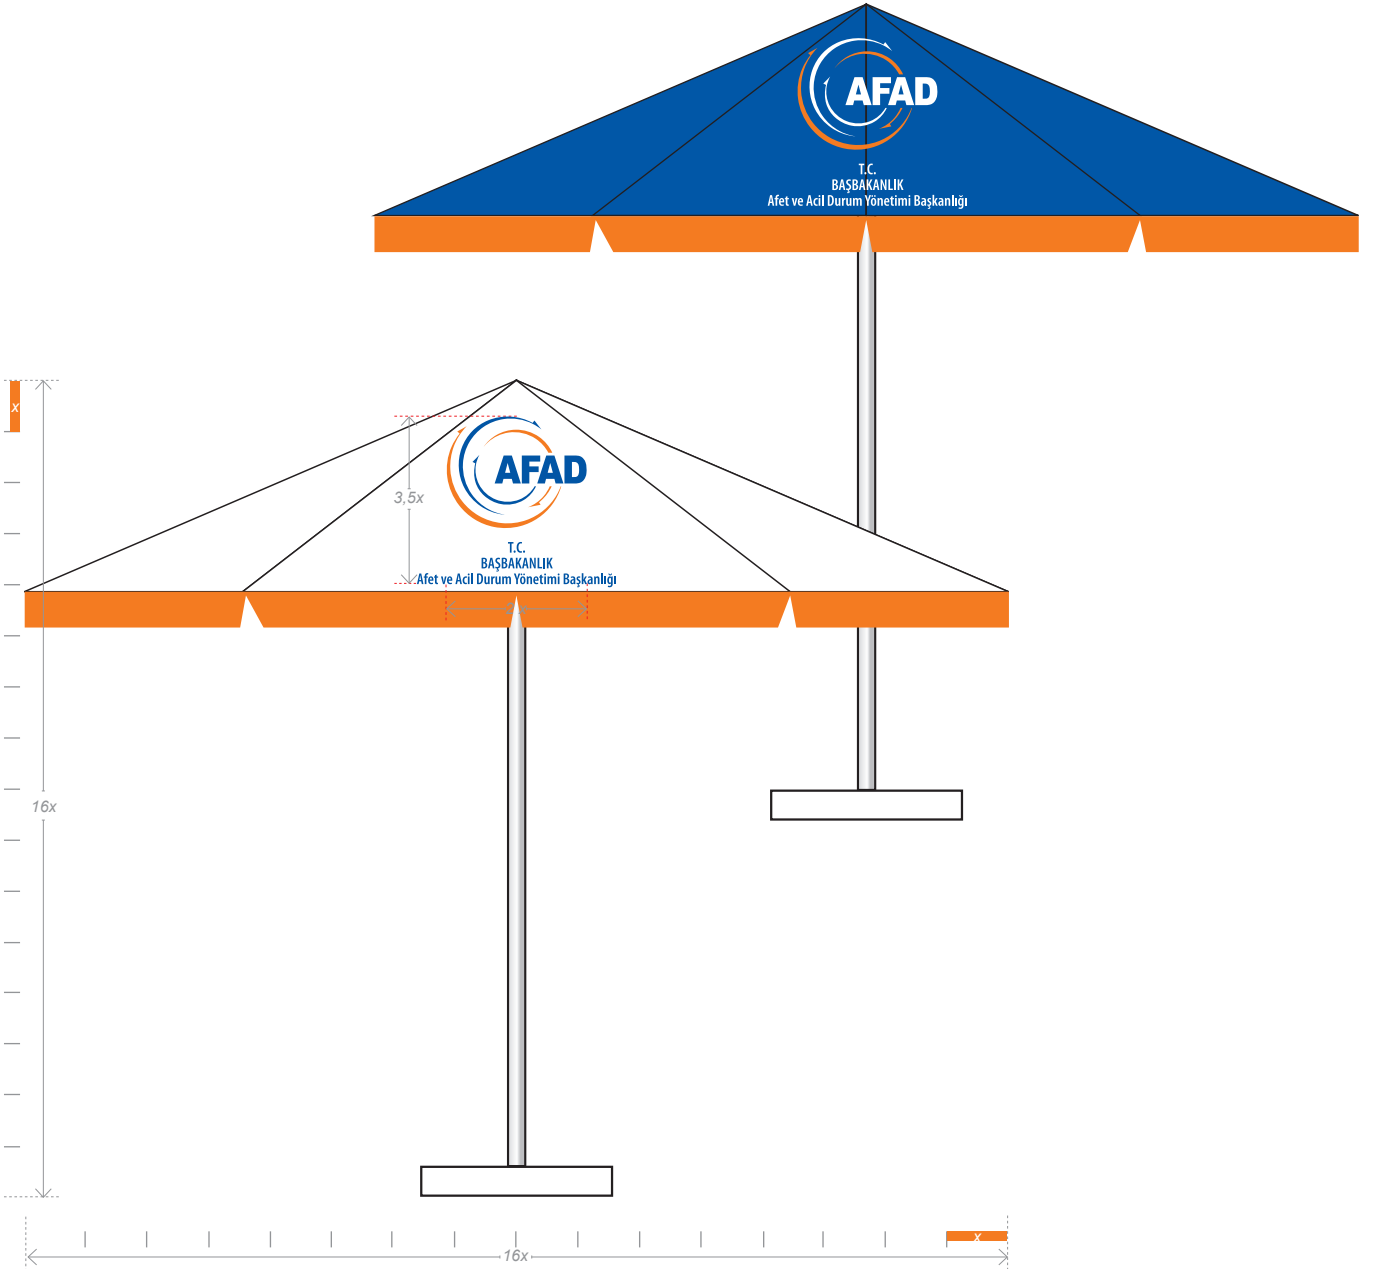 AFAD
T.C.
BAŞBAKANLIK
Afet ve Acil Durum Yönetimi Başkanlığı
x
AFAD
3,5x
T.C.
BAŞBAKANLIK
Afet ve Acil Durum Yönetimi Başkanlığı
16x
x
16x